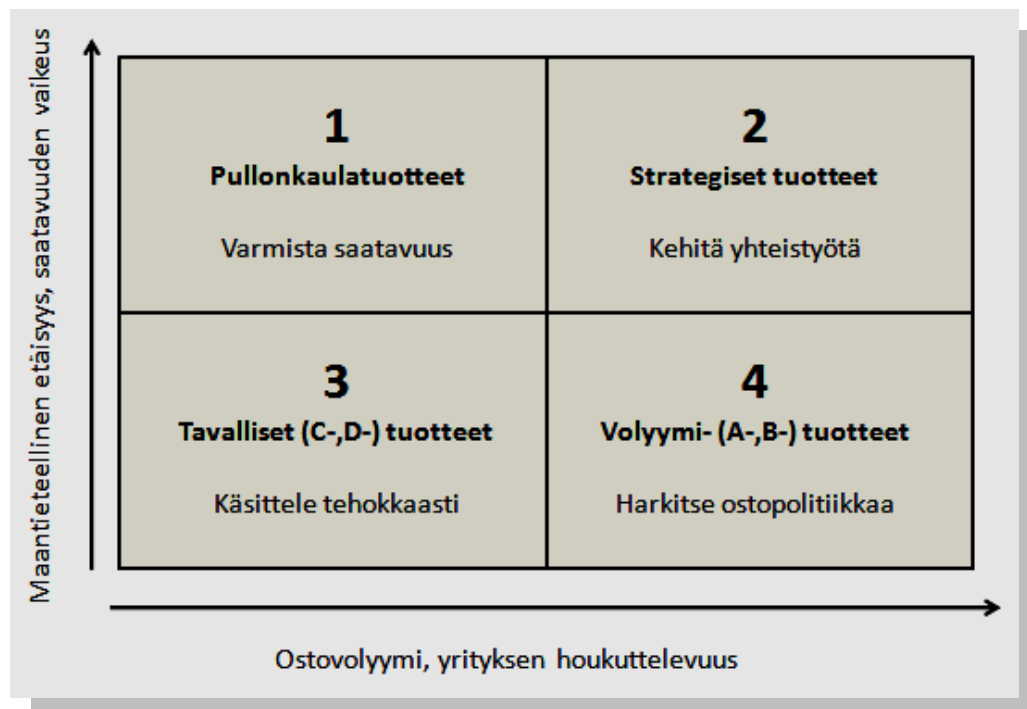 Maantieteellinen etäisyys, saatavuuden vaikeus
1
Pullonkaulatuotteet
Varmista saatavuus
2
Strategiset tuotteet
Kehitä yhteistyötä
3
Tavalliset (C-,D-) tuotteet
Käsittele tehokkaasti
4
Volyymi- (A-,B-) tuotteet
Harkitse ostopolitiikkaa
Ostovolyymi, yrityksen houkuttelevuus